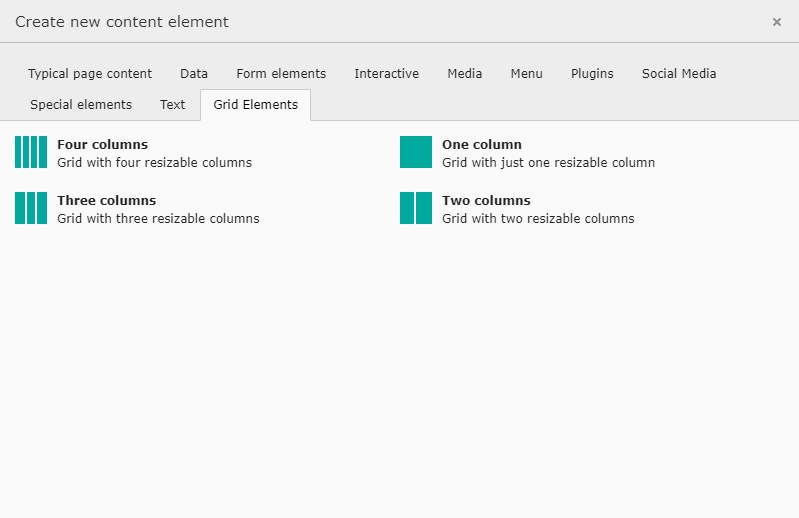 Create new content element ×
Typical page content Data Form elements Interactive Media Menu Plugins Social Media
Special elements Text Grid Elements
Four columns
Grid with four resizable columns
One column
Grid with just one resizable column
Three columns
Grid with three resizable columns
Two columns
Grid with two resizable columns